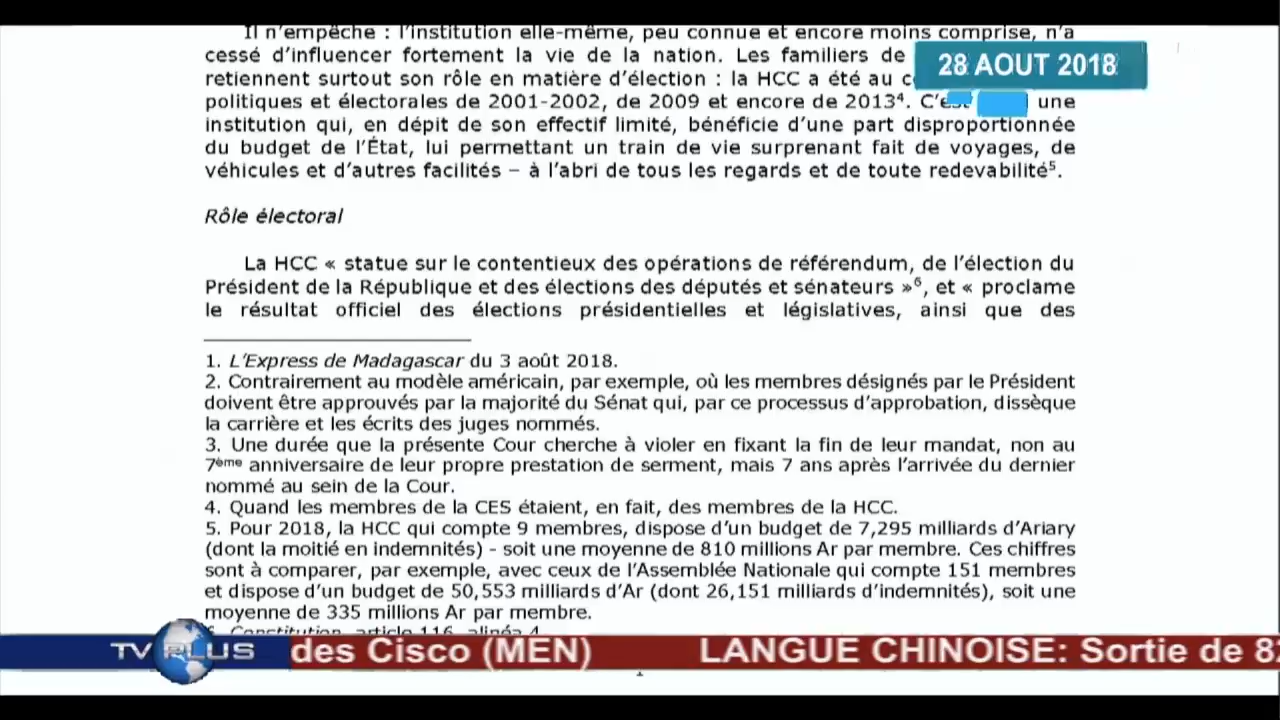 Il n'empêche : l'institution elle-même, peu connue et encore moins comprise, n'a
cessé d'influencer fortement la vie de la nation. Les familiers de
28 AOUT 2018
retiennent surtout son rôle en matière d'élection : la HCC a été au
politiques et électorales de 2001-2002, de 2009 et encore de 2013⁴. C'est une
institution qui, en dépit de son effectif limité, bénéficie d'une part disproportionnée
du budget de l'État, lui permettant un train de vie surprenant fait de voyages, de
véhicules et d'autres facilités – à l'abri de tous les regards et de toute redevabilité⁵.
Rôle électoral
La HCC « statue sur le contentieux des opérations de référendum, de l'élection du
Président de la République et des élections des députés et sénateurs »⁶, et « proclame
le résultat officiel des élections présidentielles et législatives, ainsi que des
1. L'Express de Madagascar du 3 août 2018.
2. Contrairement au modèle américain, par exemple, où les membres désignés par le Président
doivent être approuvés par la majorité du Sénat qui, par ce processus d'approbation, dissèque
la carrière et les écrits des juges nommés.
3. Une durée que la présente Cour cherche à violer en fixant la fin de leur mandat, non au
7ème anniversaire de leur propre prestation de serment, mais 7 ans après l'arrivée du dernier
nommé au sein de la Cour.
4. Quand les membres de la CES étaient, en fait, des membres de la HCC.
5. Pour 2018, la HCC qui compte 9 membres, dispose d'un budget de 7,295 milliards d'Ariary
(dont la moitié en indemnités) - soit une moyenne de 810 millions Ar par membre. Ces chiffres
sont à comparer, par exemple, avec ceux de l'Assemblée Nationale qui compte 151 membres
et dispose d'un budget de 50,553 milliards d'Ar (dont 26,151 milliards d'indemnités), soit une
moyenne de 335 millions Ar par membre.
6. Constitution, article 116, alinéa 4
TV PLUS des Cisco (MEN) LANGUE CHINOISE: Sortie de 82